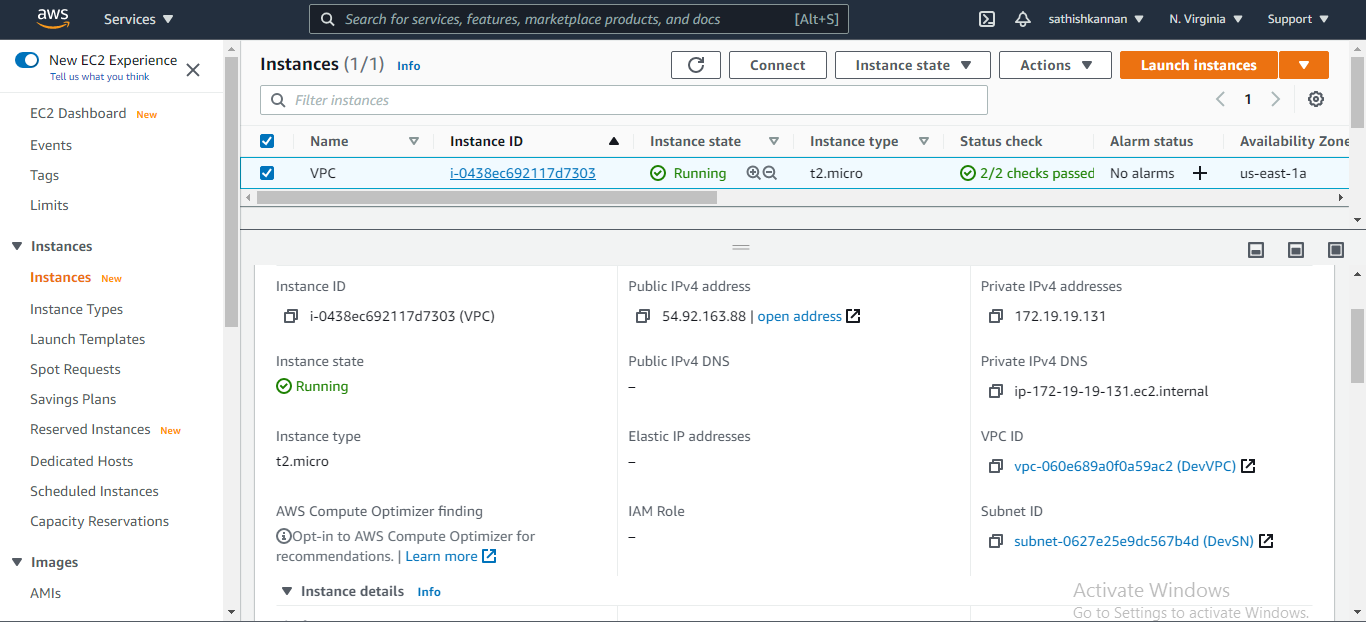 aws
Services
Search for services, features, marketplace products, and docs [Alt+S]
sathishkannan
N. Virginia
Support
New EC2 Experience
Tell us what you think
EC2 Dashboard New
Events
Tags
Limits
Instances
Instances New
Instance Types
Launch Templates
Spot Requests
Savings Plans
Reserved Instances New
Dedicated Hosts
Scheduled Instances
Capacity Reservations
Images
AMIs
Instances (1/1) Info
Connect
Instance state
Actions
Launch instances
Filter instances
1
Name Instance ID Instance state Instance type Status check Alarm status Availability Zone
VPC i-0438ec692117d7303 Running t2.micro 2/2 checks passed No alarms + us-east-1a
Instance ID
i-0438ec692117d7303 (VPC)
Public IPv4 address
54.92.163.88 | open address
Private IPv4 addresses
172.19.19.131
Instance state
Running
Public IPv4 DNS
–
Private IPv4 DNS
ip-172-19-19-131.ec2.internal
Instance type
t2.micro
Elastic IP addresses
–
VPC ID
vpc-060e689a0f0a59ac2 (DevVPC)
AWS Compute Optimizer finding
Opt-in to AWS Compute Optimizer for
recommendations. | Learn more
IAM Role
–
Subnet ID
subnet-0627e25e9dc567b4d (DevSN)
Instance details Info
Activate Windows
Go to Settings to activate Windows.